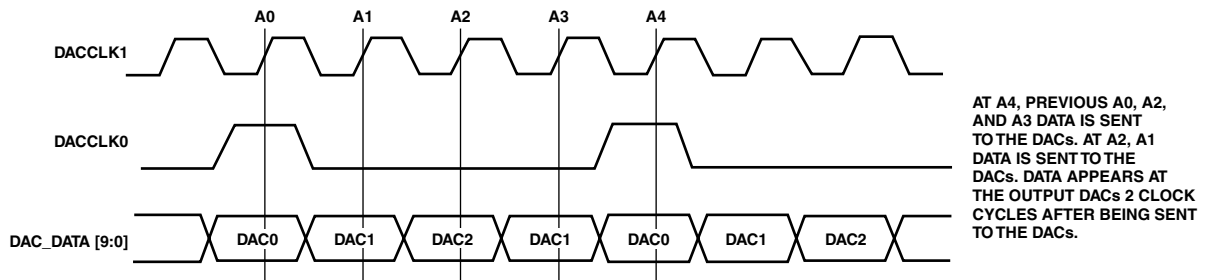 A0 A1 A2 A3 A4
DACCLK1
DACCLK0
DAC_DATA [9:0]
DAC0 DAC1 DAC2 DAC1 DAC0 DAC1 DAC2
AT A4, PREVIOUS A0, A2,
AND A3 DATA IS SENT
TO THE DACs. AT A2, A1
DATA IS SENT TO THE
DACs. DATA APPEARS AT
THE OUTPUT DACs 2 CLOCK
CYCLES AFTER BEING SENT
TO THE DACs.